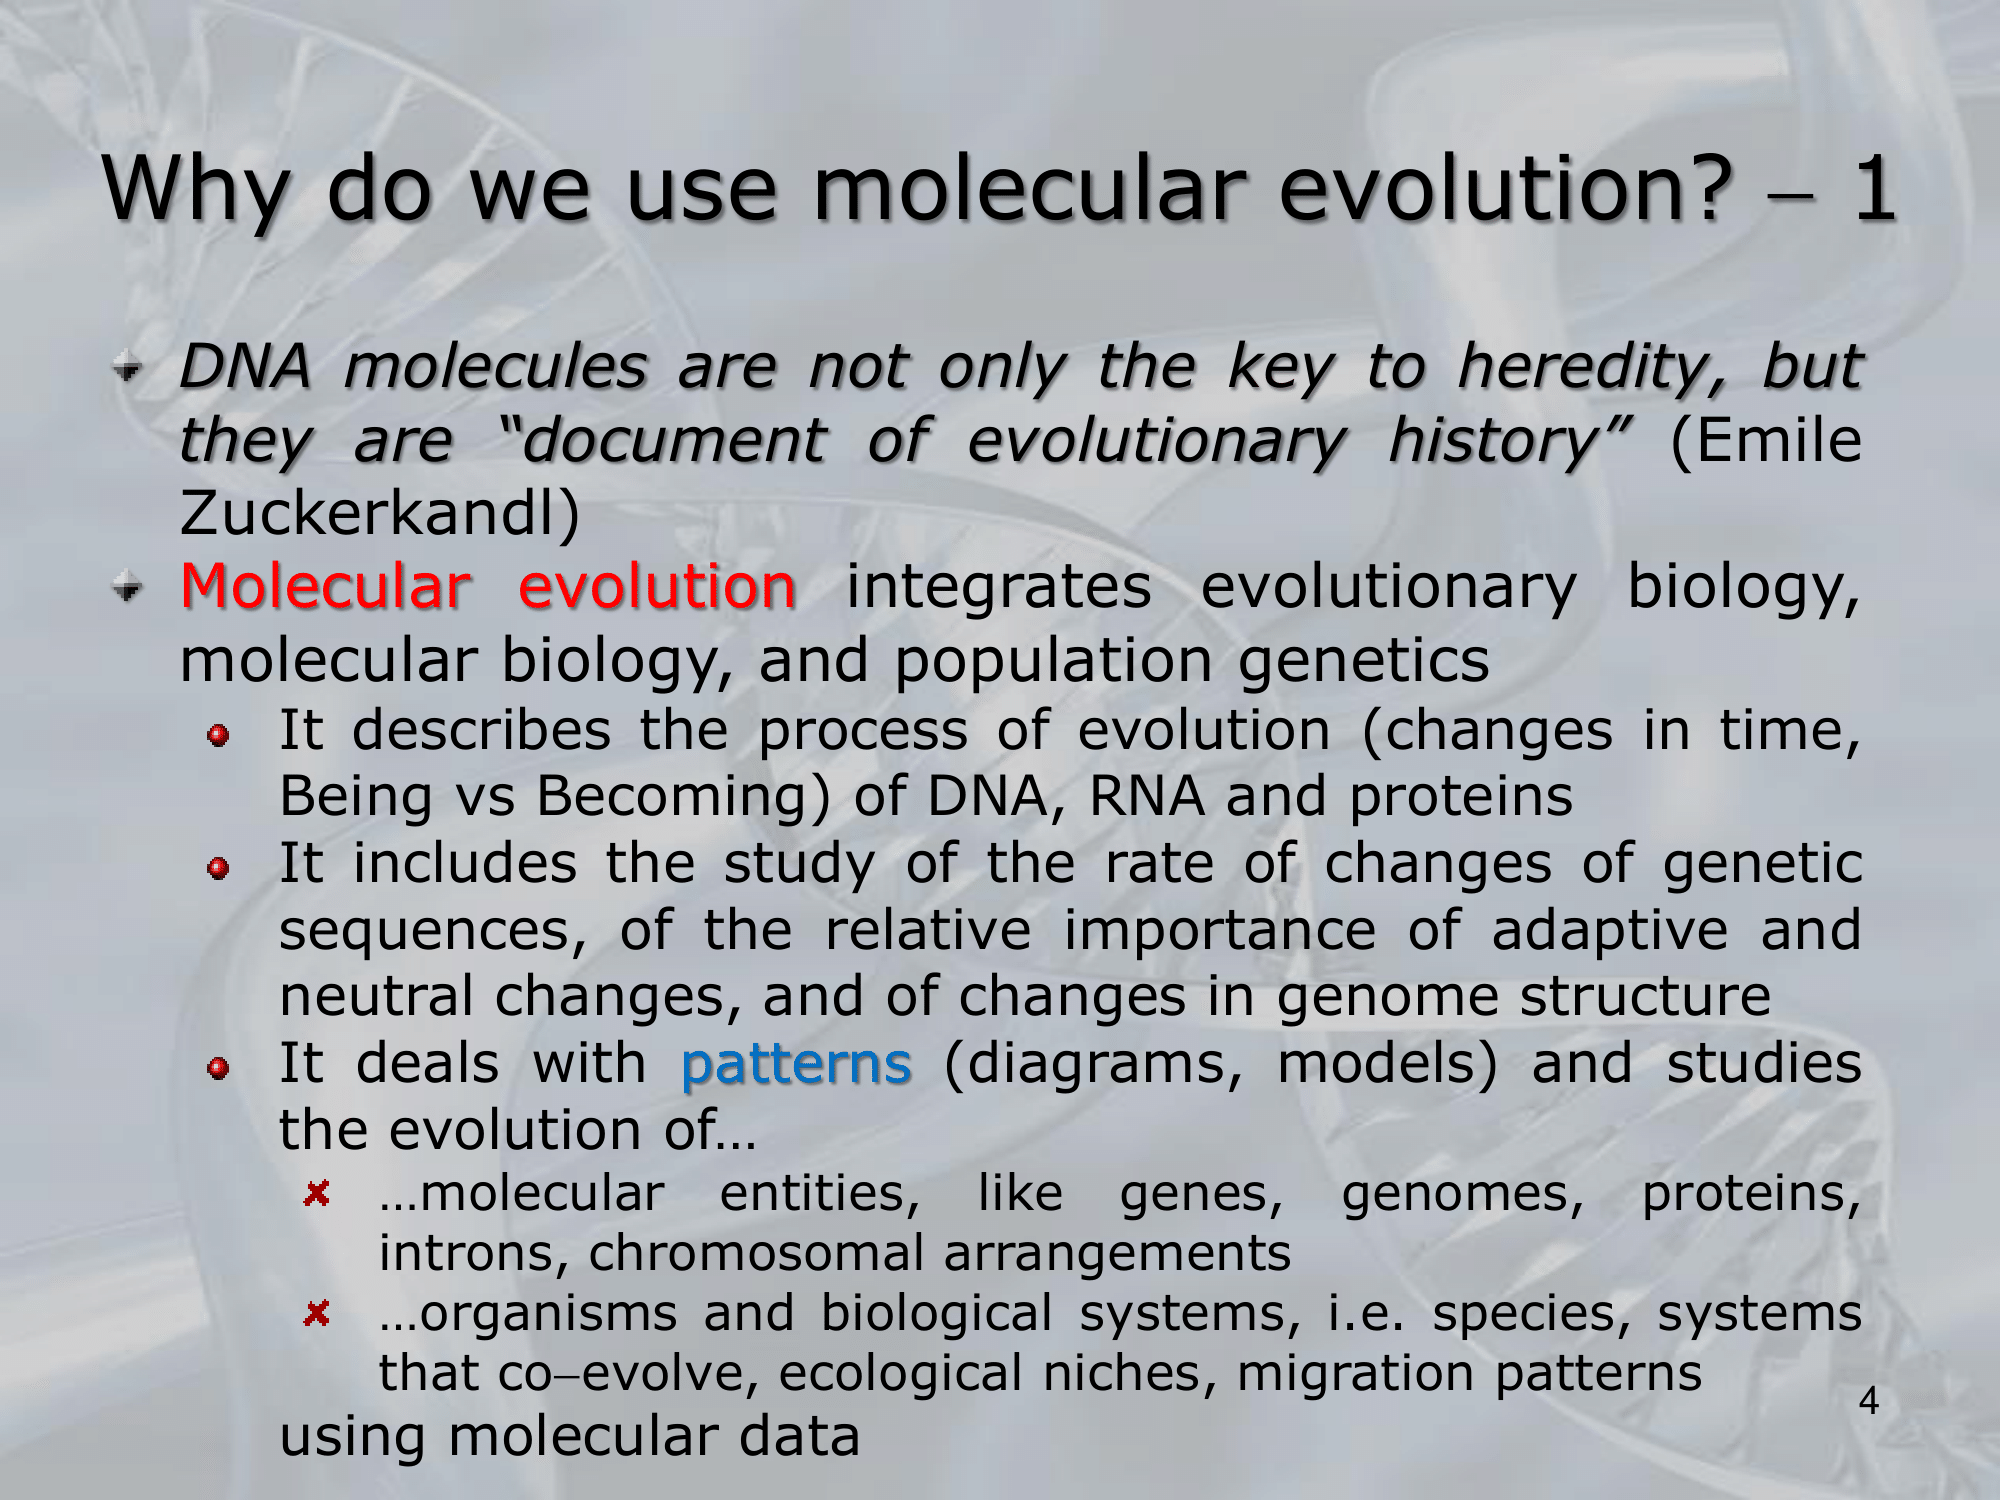 Why do we use molecular evolution? – 1
DNA molecules are not only the key to heredity, but
they are “document of evolutionary history” (Emile
Zuckerkandl)
Molecular evolution integrates evolutionary biology,
molecular biology, and population genetics
It describes the process of evolution (changes in time,
Being vs Becoming) of DNA, RNA and proteins
It includes the study of the rate of changes of genetic
sequences, of the relative importance of adaptive and
neutral changes, and of changes in genome structure
It deals with patterns (diagrams, models) and studies
the evolution of…
…molecular entities, like genes, genomes, proteins,
introns, chromosomal arrangements
…organisms and biological systems, i.e. species, systems
that co–evolve, ecological niches, migration patterns
using molecular data
4